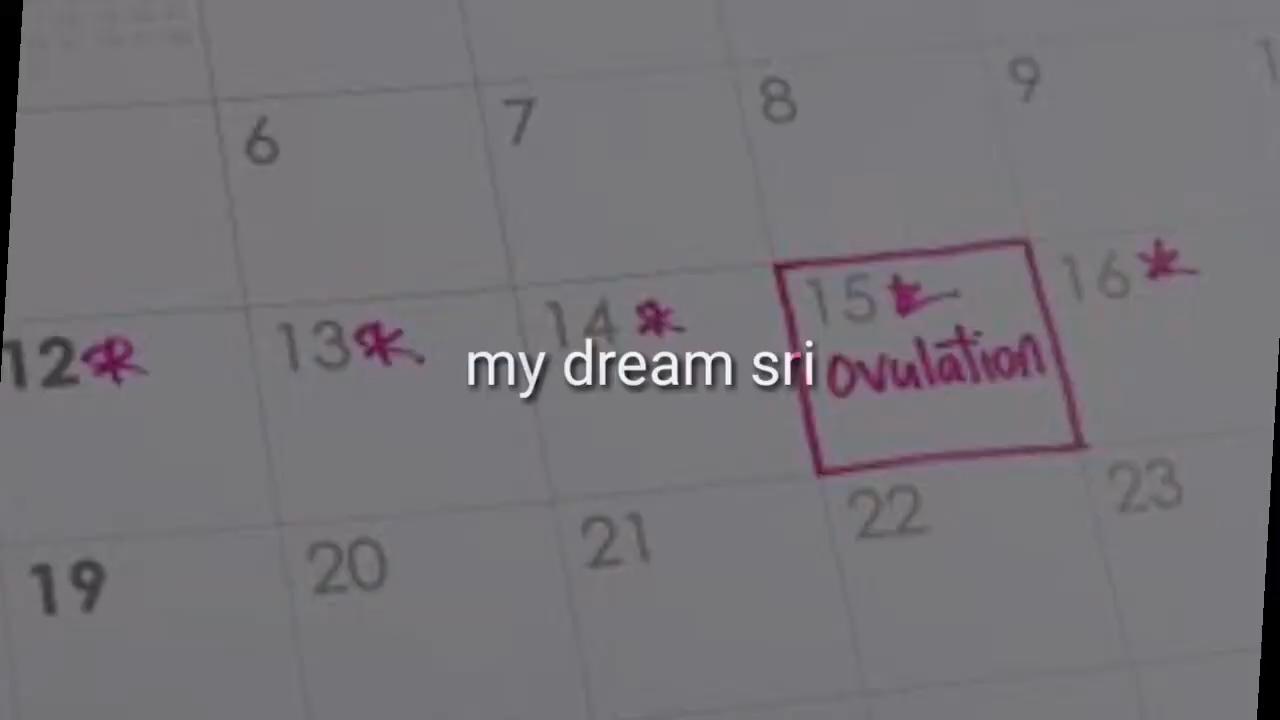 6 7 8 9
12* 13* 14* 15* 16*
my dream sri
ovulation
19 20 21 22 23